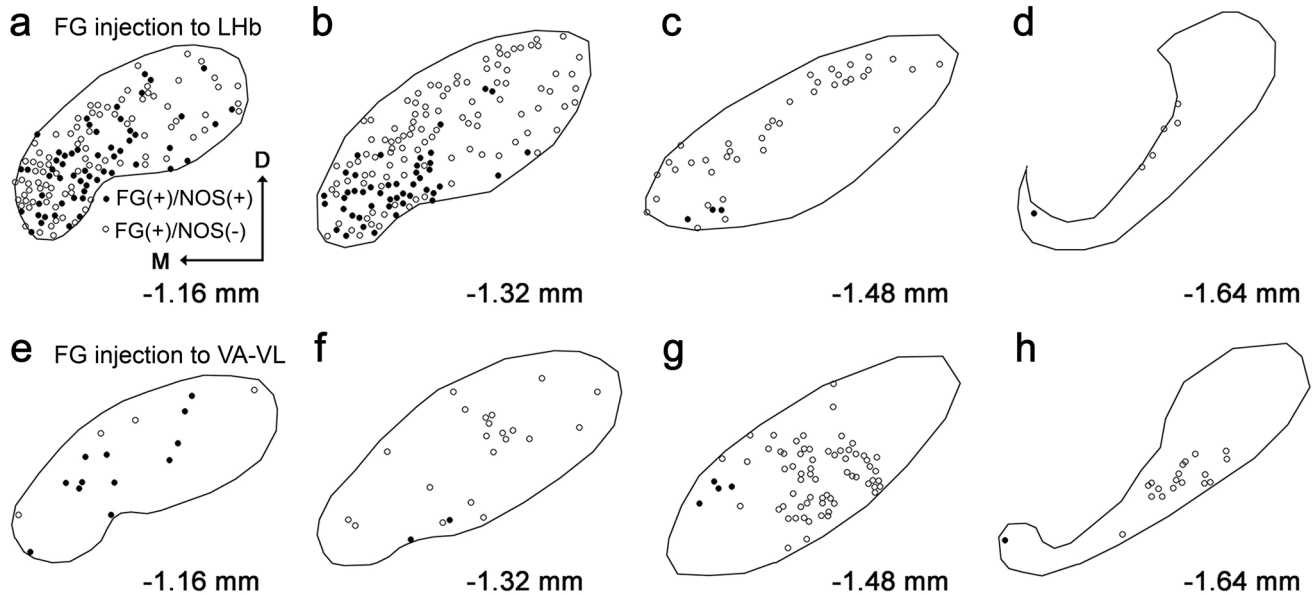 a FG injection to LHb
b
c
d
D
FG(+)/NOS(+)
FG(+)/NOS(-)
M
-1.16 mm
-1.32 mm
-1.48 mm
-1.64 mm
e FG injection to VA-VL
f
g
h
-1.16 mm
-1.32 mm
-1.48 mm
-1.64 mm